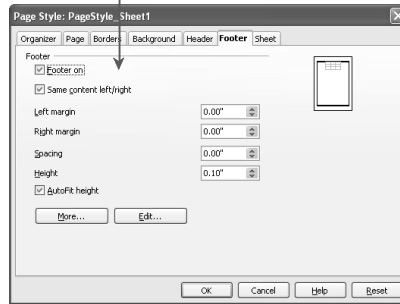 Page Style: PageStyle_Sheet1
Organizer Page Borders Background Header Footer Sheet
Footer
Footer on
Same content left/right
Left margin 0.00"
Right margin 0.00"
Spacing 0.00"
Height 0.10"
AutoFit height
More... Edit...
OK Cancel Help Reset